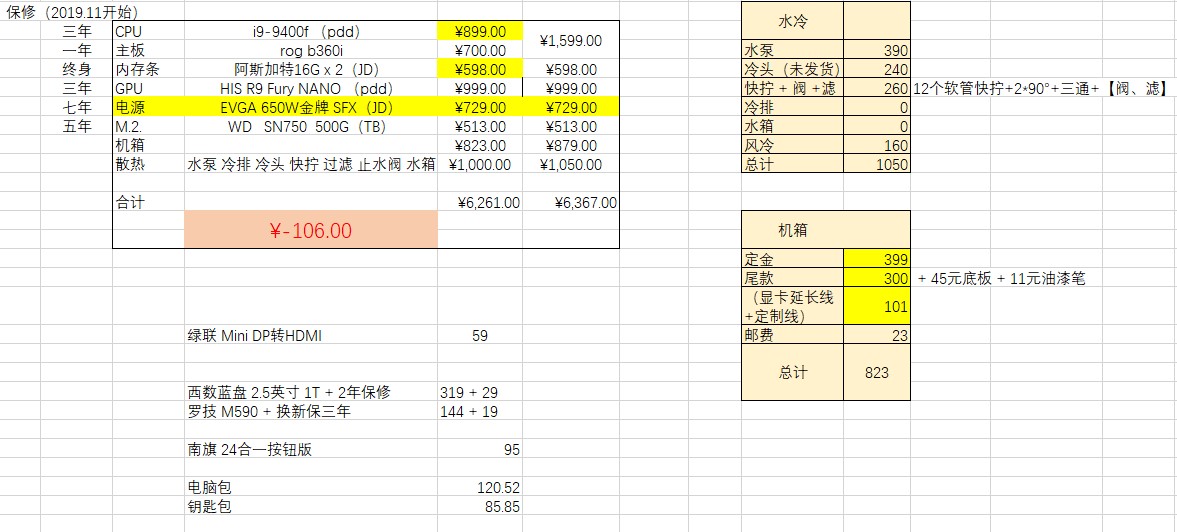 保修（2019.11开始）
三年 CPU i9-9400f （pdd） ¥899.00 ¥1,599.00
一年 主板 rog b360i ¥700.00
终身 内存条 阿斯加特16G x 2（JD） ¥598.00 ¥598.00
三年 GPU HIS R9 Fury NANO （pdd） ¥999.00 ¥999.00
七年 电源 EVGA 650W金牌 SFX（JD） ¥729.00 ¥729.00
五年 M.2. WD SN750 500G（TB） ¥513.00 ¥513.00
机箱 ¥823.00 ¥879.00
散热 水泵 冷排 冷头 快拧 过滤 止水阀 水箱 ¥1,000.00 ¥1,050.00
合计 ¥6,261.00 ¥6,367.00
¥-106.00
绿联 Mini DP转HDMI 59
西数蓝盘 2.5英寸 1T + 2年保修 319 + 29
罗技 M590 + 换新保三年 144 + 19
南旗 24合一按钮版 95
电脑包 120.52
钥匙包 85.85
水冷
水泵 390
冷头（未发货） 240
快拧 + 阀 +滤 260 12个软管快拧+2*90°+三通+【阀、滤】
冷排 0
水箱 0
风冷 160
总计 1050
机箱
定金 399
尾款 300 + 45元底板 + 11元油漆笔
（显卡延长线
+定制线） 101
邮费 23
总计 823